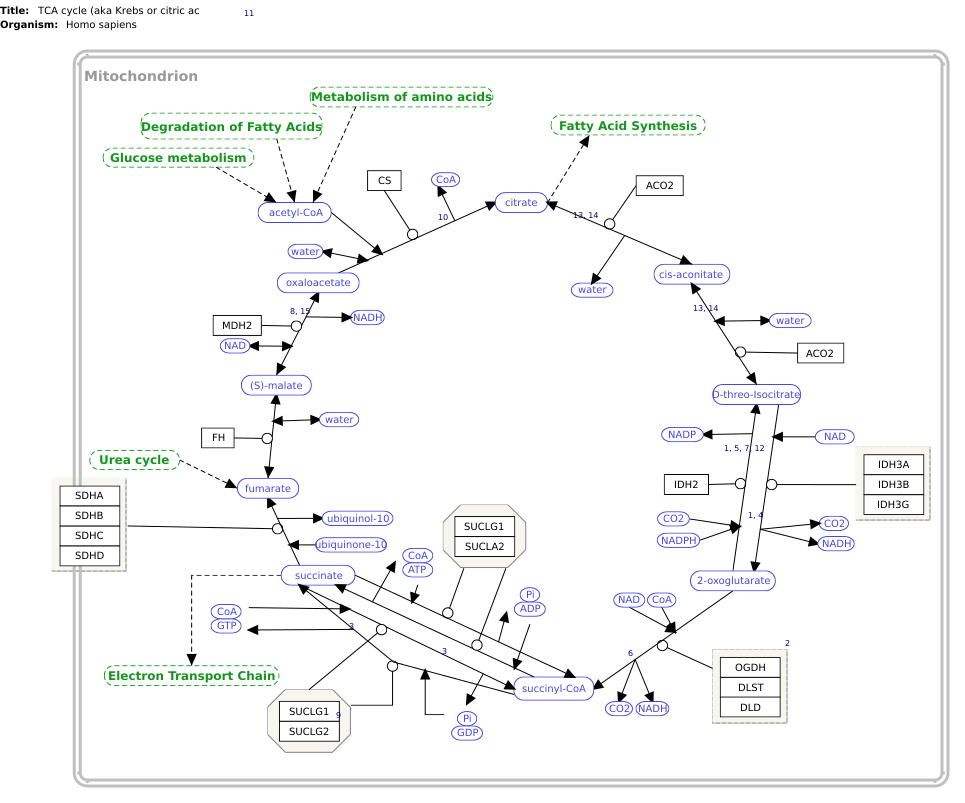 Title: TCA cycle (aka Krebs or citric ac
11
Organism: Homo sapiens
Mitochondrion
Metabolism of amino acids
Degradation of Fatty Acids
Fatty Acid Synthesis
Glucose metabolism
CS
CoA
ACO2
citrate
acetyl-CoA
10
13, 14
water
oxaloacetate
cis-aconitate
water
8, 15
NADH
13, 14
water
MDH2
NAD
ACO2
(S)-malate
D-threo-Isocitrate
water
FH
NADP
NAD
1, 5, 7, 12
Urea cycle
IDH3A
IDH3B
IDH3G
IDH2
fumarate
SDHA
SDHB
SDHC
SDHD
ubiquinol-10
ubiquinone-10
SUCLG1
SUCLA2
CO2
NADPH
1, 4
CO2
NADH
CoA
ATP
succinate
2-oxoglutarate
Pi
ADP
NAD
CoA
CoA
GTP
3
3
6
2
Electron Transport Chain
succinyl-CoA
OGDH
DLST
DLD
SUCLG1
9
SUCLG2
Pi
GDP
CO2
NADH